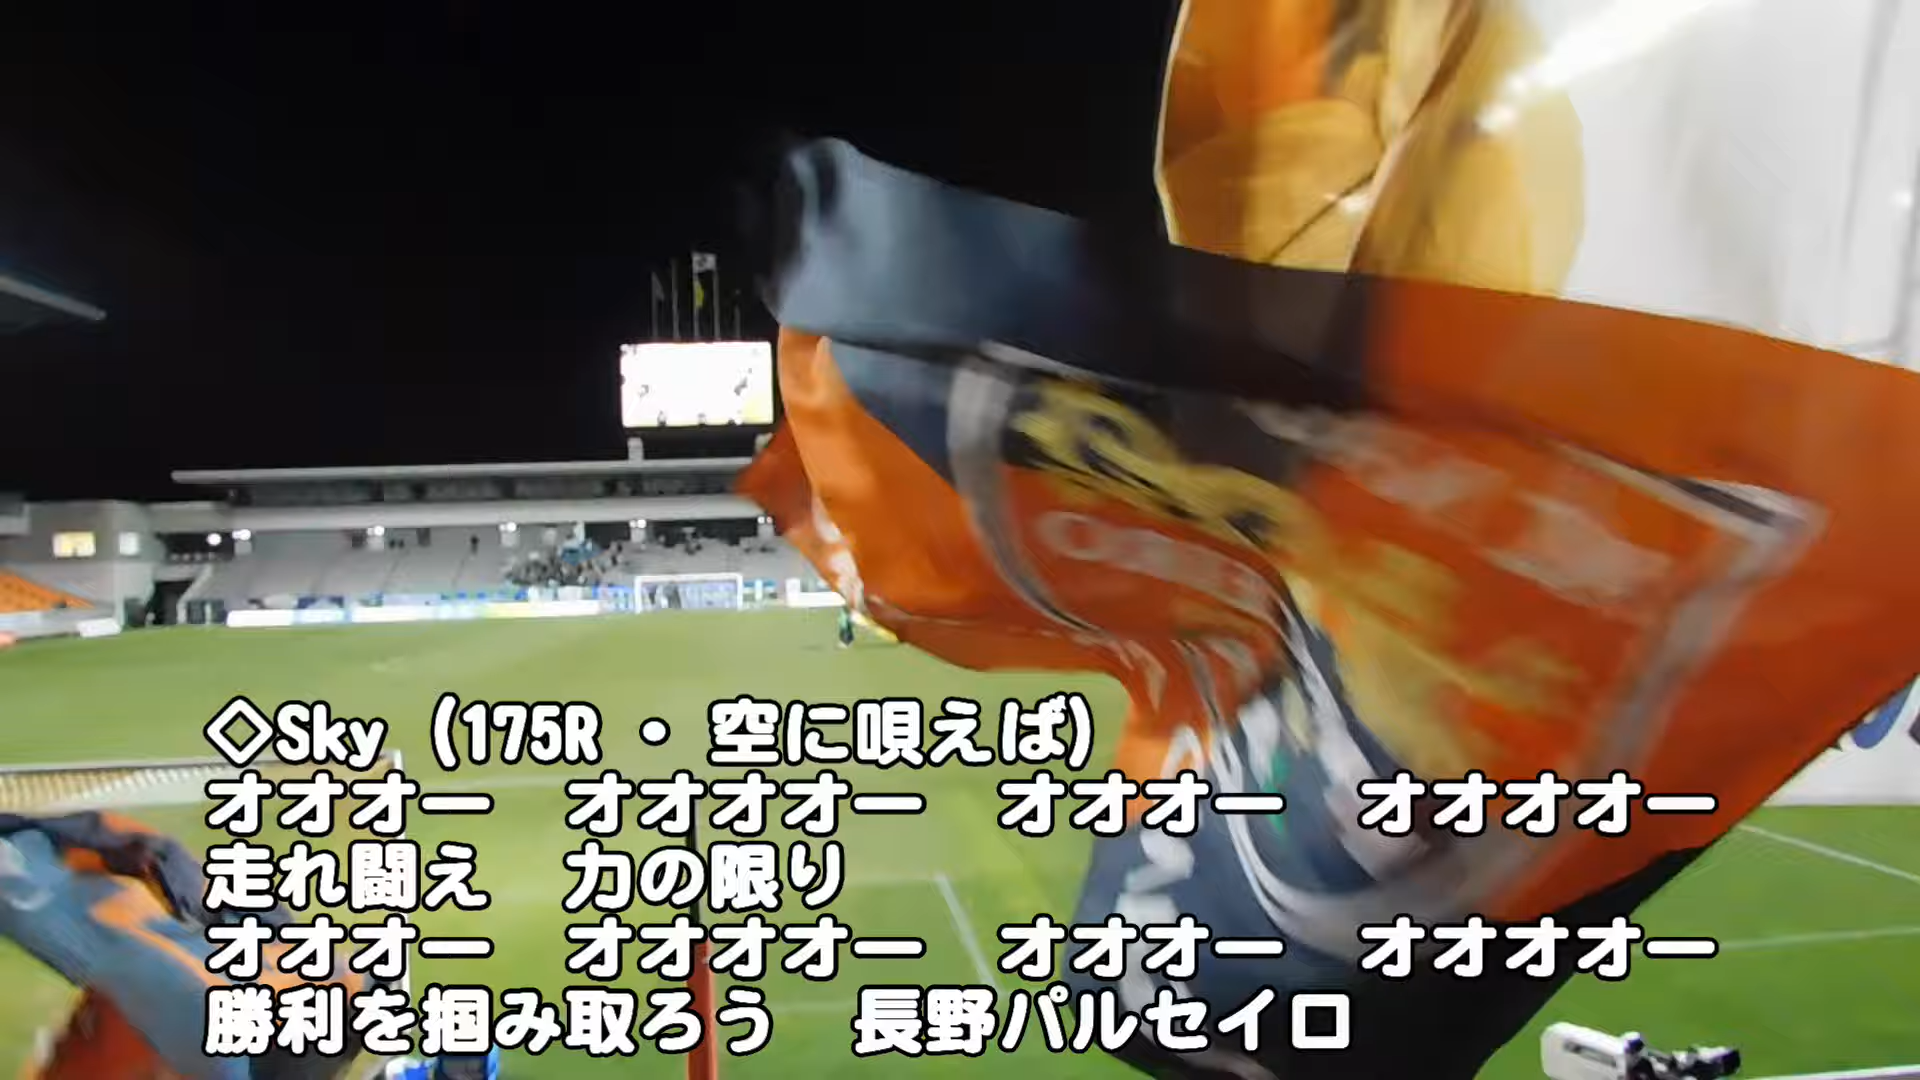 ◇Sky (175R ・ 空に唄えば)
オオオー　オオオオー　オオオー　オオオオー
走れ闘え　力の限り
オオオー　オオオオー　オオオー　オオオオー
勝利を掴み取ろう　長野パルセイロ